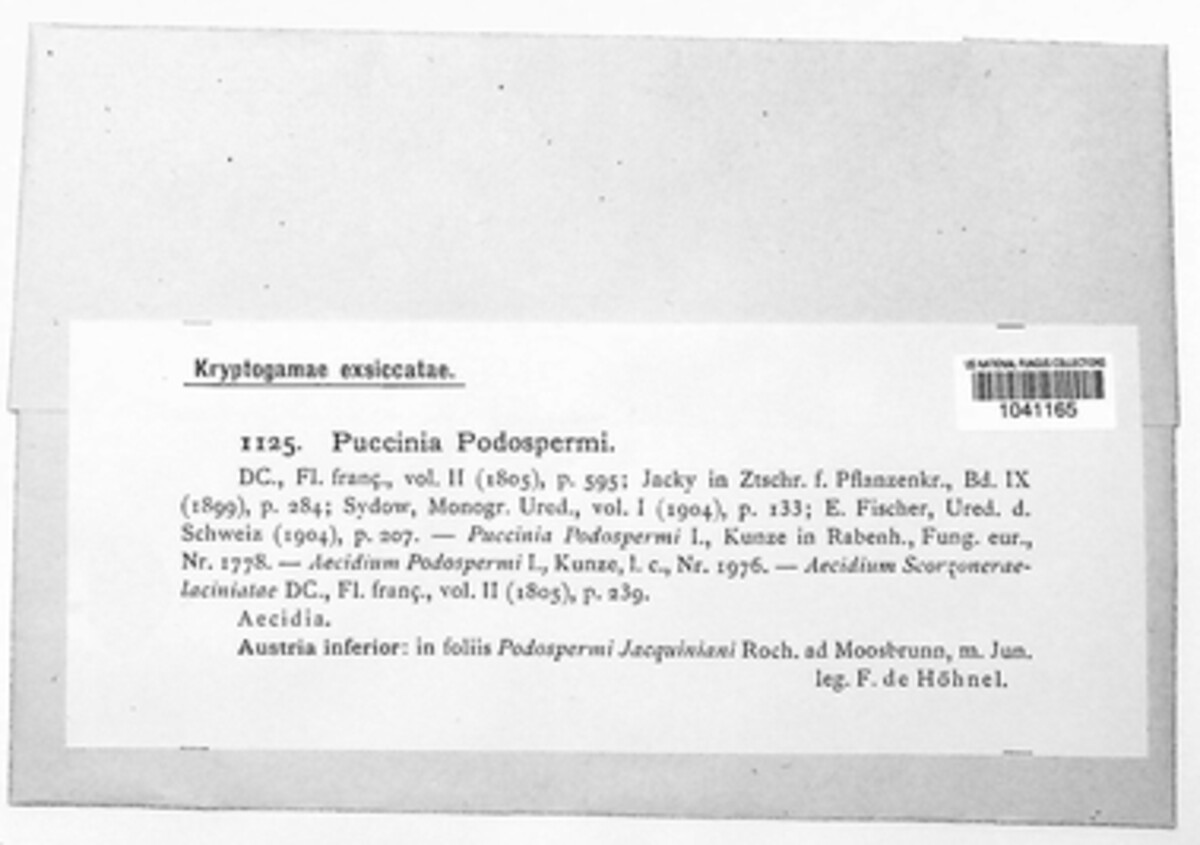 Kryptogamae exsiccatae.
US NATIONAL FUNGUS COLLECTIONS
1041165
1125. Puccinia Podospermi.
DC., Fl. franç., vol. II (1805), p. 595; Jacky in Ztschr. f. Pflanzenkr., Bd. IX
(1899), p. 284; Sydow, Monogr. Ured., vol. I (1904), p. 133; E. Fischer, Ured. d.
Schweiz (1904), p. 207. — Puccinia Podospermi I., Kunze in Rabenh., Fung. eur.,
Nr. 1778. — Aecidium Podospermi I., Kunze, l. c., Nr. 1976. — Aecidium Scorçonerae-
laciniatae DC., Fl. franç., vol. II (1805), p. 239.
Aecidia.
Austria inferior: in foliis Podospermi Jacquiniani Roch. ad Moosbrunn, m. Jun.
leg. F. de Höhnel.